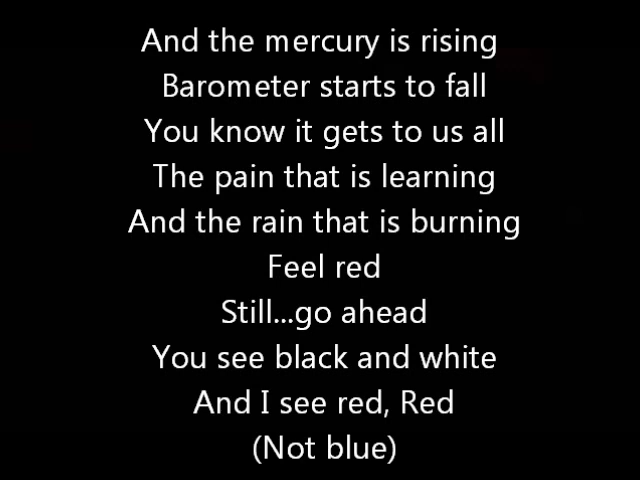 And the mercury is rising
Barometer starts to fall
You know it gets to us all
The pain that is learning
And the rain that is burning
Feel red
Still...go ahead
You see black and white
And I see red, Red
(Not blue)